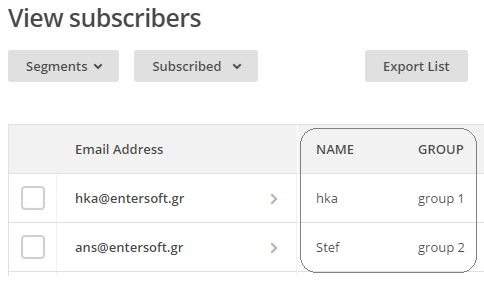 View subscribers
Segments Subscribed Export List
Email Address NAME GROUP
hka@entersoft.gr hka group 1
ans@entersoft.gr Stef group 2